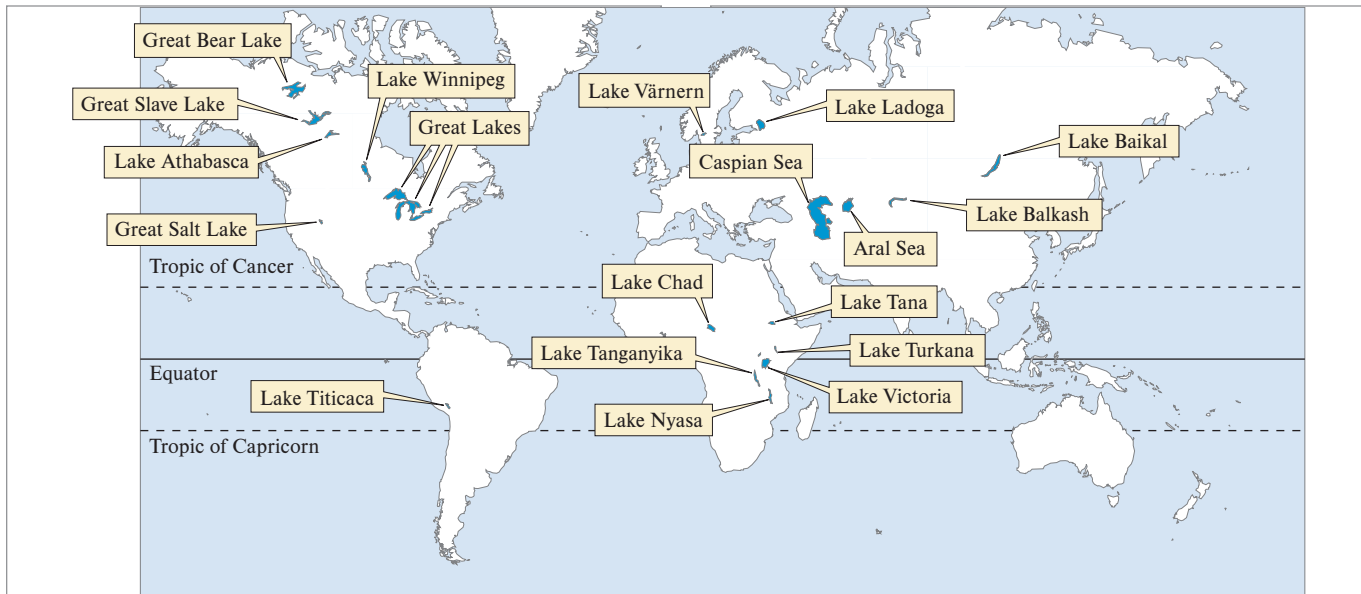 Great Bear Lake
Lake Winnipeg
Great Slave Lake
Great Lakes
Lake Athabasca
Great Salt Lake
Tropic of Cancer
Lake Värnern
Lake Ladoga
Lake Baikal
Caspian Sea
Lake Balkash
Aral Sea
Lake Chad
Lake Tana
Lake Tanganyika
Lake Turkana
Equator
Lake Titicaca
Lake Victoria
Lake Nyasa
Tropic of Capricorn